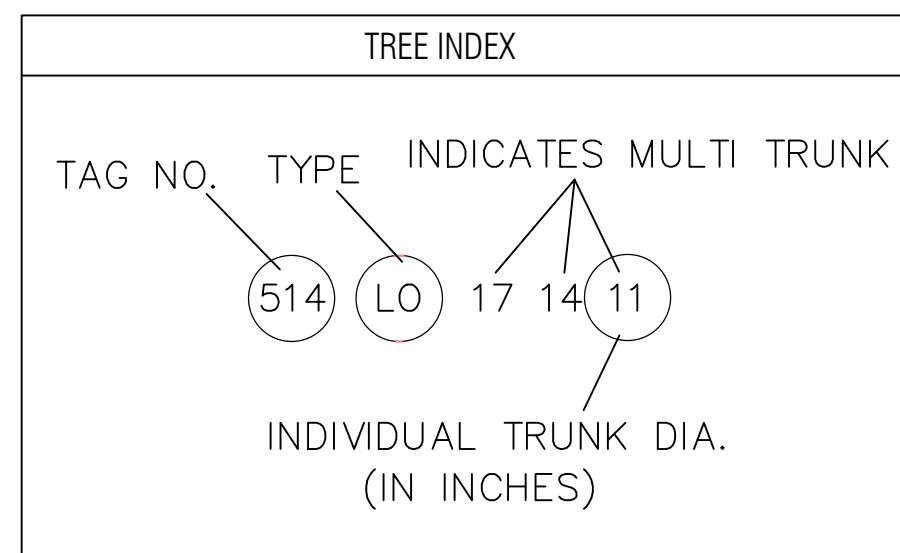 TREE INDEX
TAG NO. TYPE INDICATES MULTI TRUNK
514 LO 17 14 11
INDIVIDUAL TRUNK DIA.
(IN INCHES)